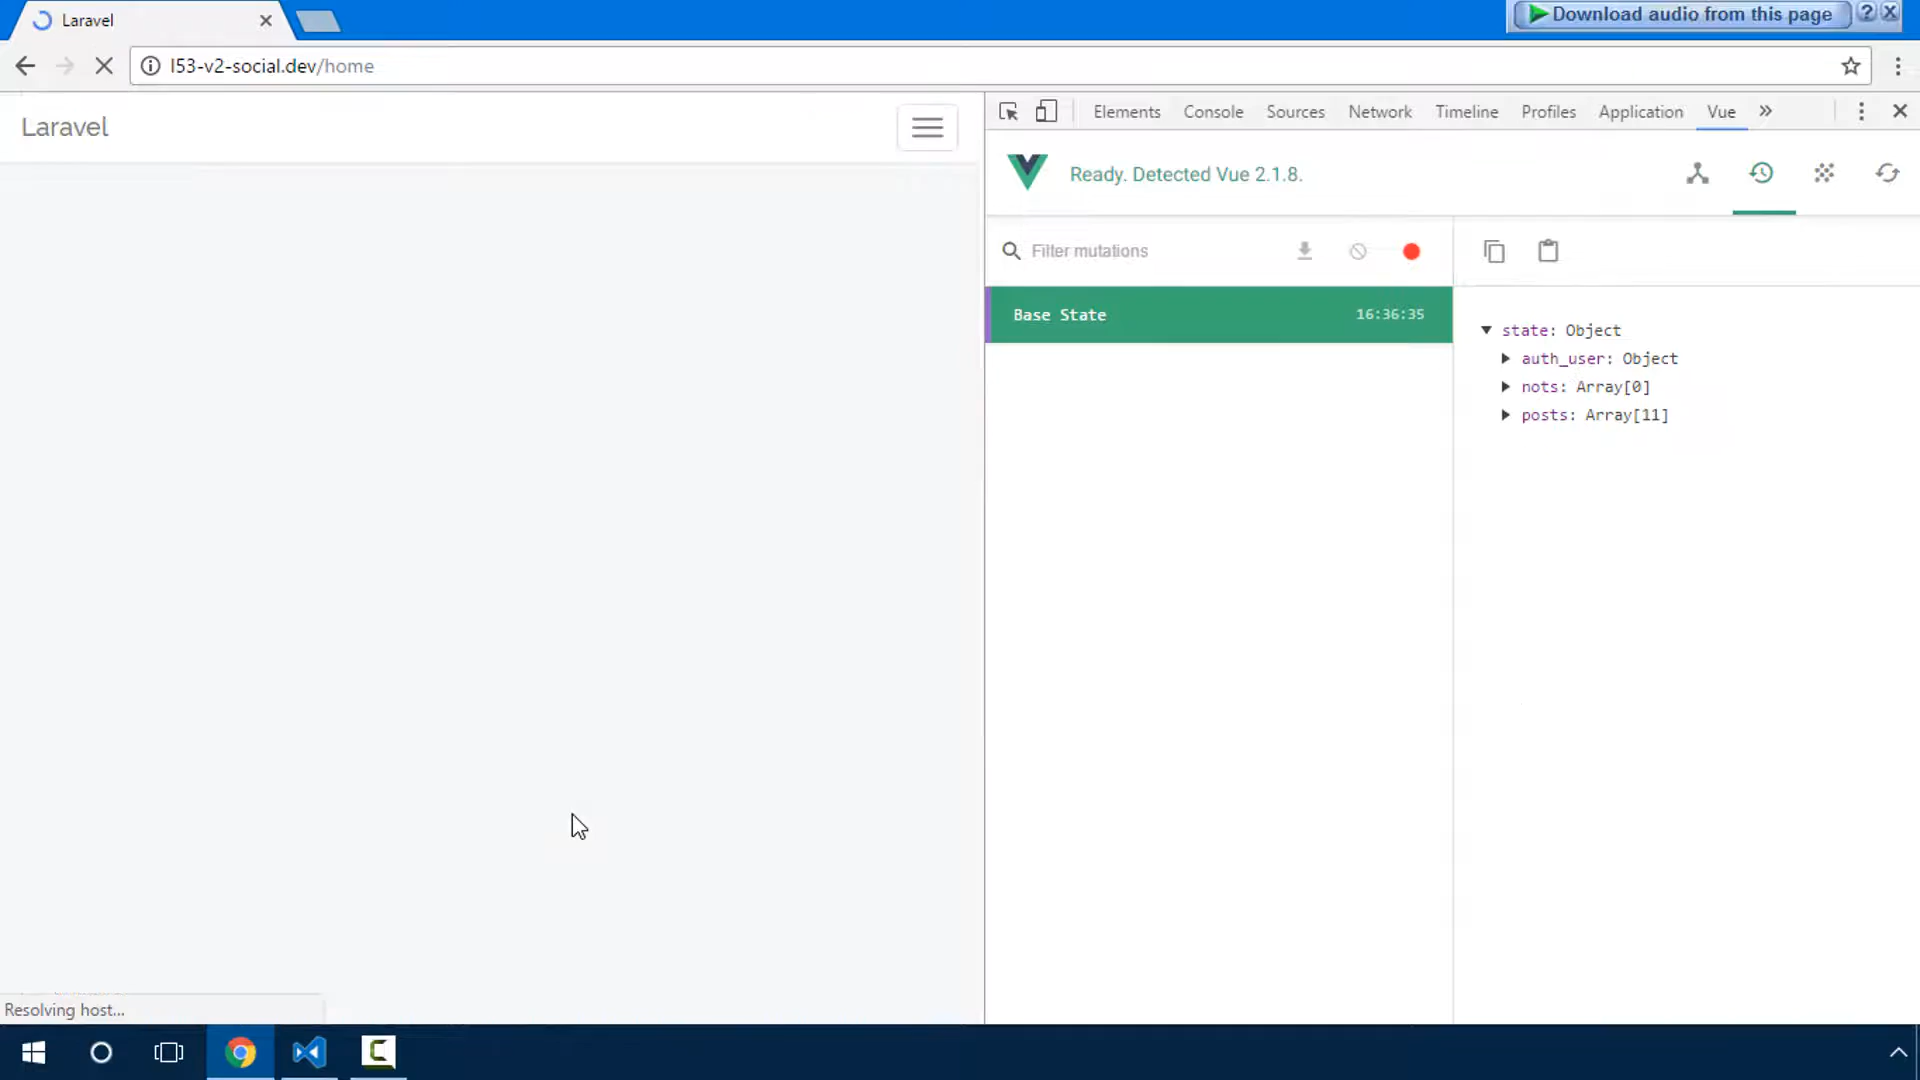 Laravel
Download audio from this page
l53-v2-social.dev/home
Laravel
Elements Console Sources Network Timeline Profiles Application Vue »
Ready. Detected Vue 2.1.8.
Filter mutations
Base State 16:36:35
state: Object
auth_user: Object
nots: Array[0]
posts: Array[11]
Resolving host...